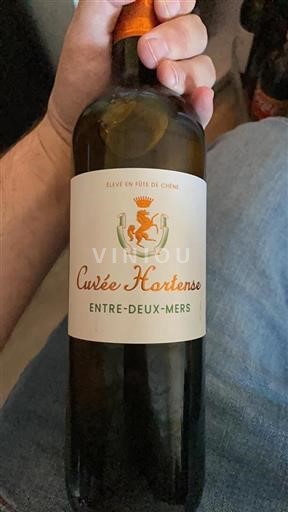 ÉLEVÉ EN FÛTS DE CHÊNE
VINIOU
Cuvée Hortense
ENTRE-DEUX-MERS